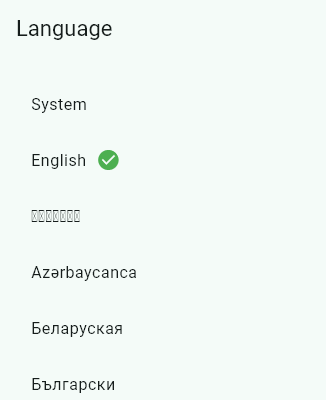 Language
System
English
Azərbaycanca
Беларуская
Български